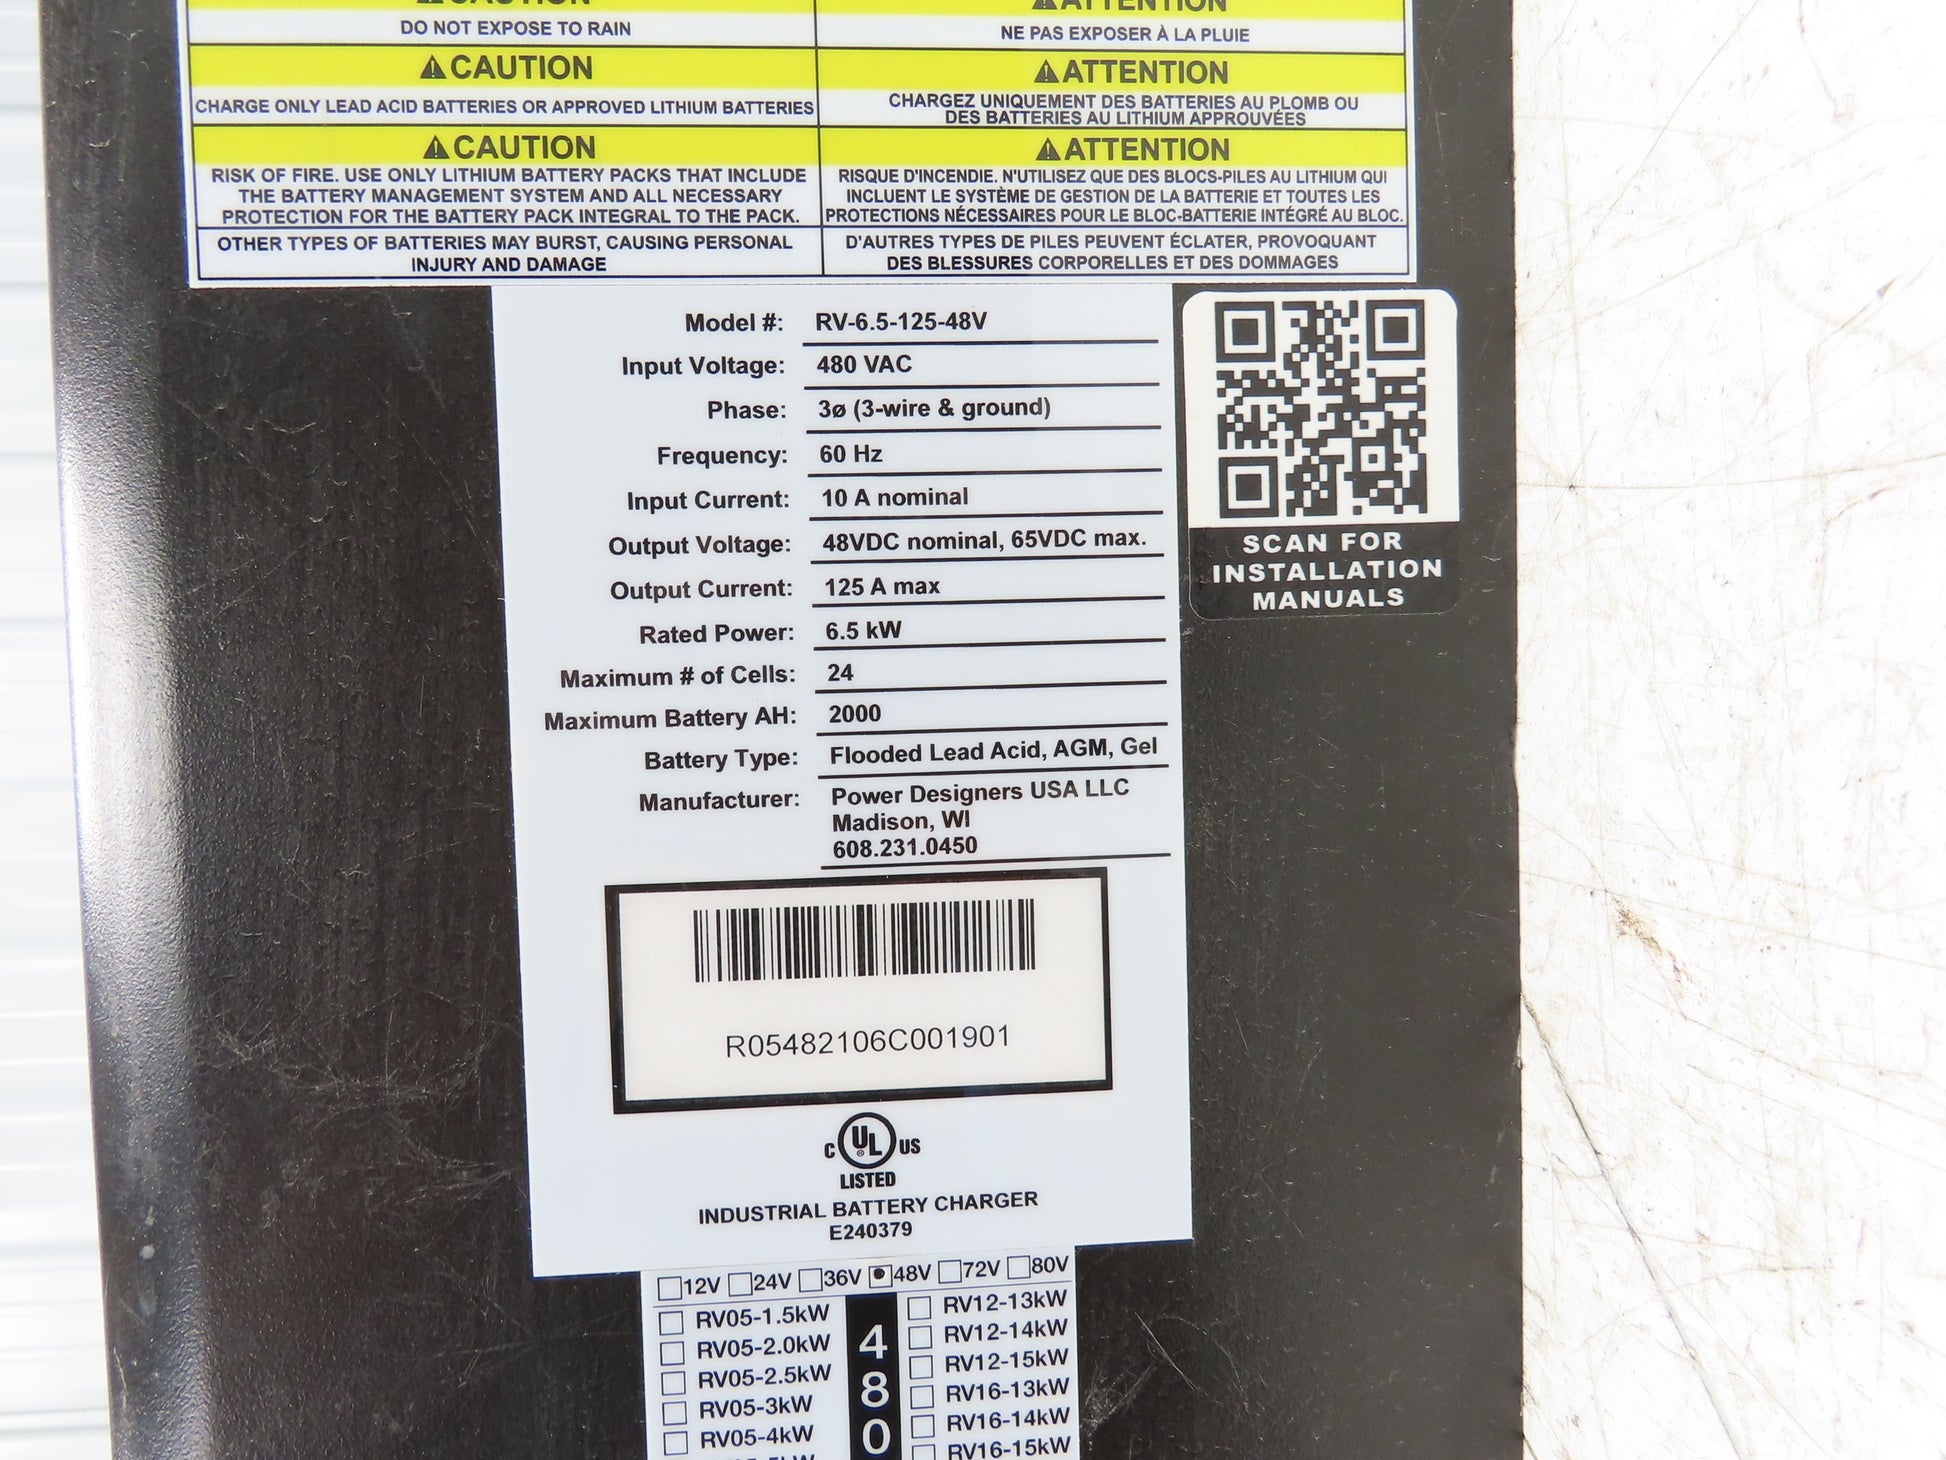 CAUTION
DO NOT EXPOSE TO RAIN
ATTENTION
NE PAS EXPOSER À LA PLUIE
CAUTION
CHARGE ONLY LEAD ACID BATTERIES OR APPROVED LITHIUM BATTERIES
ATTENTION
CHARGEZ UNIQUEMENT DES BATTERIES AU PLOMB OU
DES BATTERIES AU LITHIUM APPROUVÉES
CAUTION
RISK OF FIRE. USE ONLY LITHIUM BATTERY PACKS THAT INCLUDE
THE BATTERY MANAGEMENT SYSTEM AND ALL NECESSARY
PROTECTION FOR THE BATTERY PACK INTEGRAL TO THE PACK.
ATTENTION
RISQUE D'INCENDIE. N'UTILISEZ QUE DES BLOCS-PILES AU LITHIUM QUI
INCLUENT LE SYSTÈME DE GESTION DE LA BATTERIE ET TOUTES LES
PROTECTIONS NÉCESSAIRES POUR LE BLOC-BATTERIE INTÉGRÉ AU BLOC.
OTHER TYPES OF BATTERIES MAY BURST, CAUSING PERSONAL
INJURY AND DAMAGE
D'AUTRES TYPES DE PILES PEUVENT ÉCLATER, PROVOQUANT
DES BLESSURES CORPORELLES ET DES DOMMAGES
Model #: RV-6.5-125-48V
Input Voltage: 480 VAC
Phase: 3ø (3-wire & ground)
Frequency: 60 Hz
Input Current: 10 A nominal
Output Voltage: 48VDC nominal, 65VDC max.
Output Current: 125 A max
Rated Power: 6.5 kW
Maximum # of Cells: 24
Maximum Battery AH: 2000
Battery Type: Flooded Lead Acid, AGM, Gel
Manufacturer: Power Designers USA LLC
Madison, WI
608.231.0450
SCAN FOR
INSTALLATION
MANUALS
R05482106C001901
C UL US
®
LISTED
INDUSTRIAL BATTERY CHARGER
E240379
12V 24V 36V 48V 72V 80V
RV05-1.5kW
RV05-2.0kW
RV05-2.5kW
RV05-3kW
RV05-4kW
480
RV12-13kW
RV12-14kW
RV12-15kW
RV16-13kW
RV16-14kW
RV16-15kW